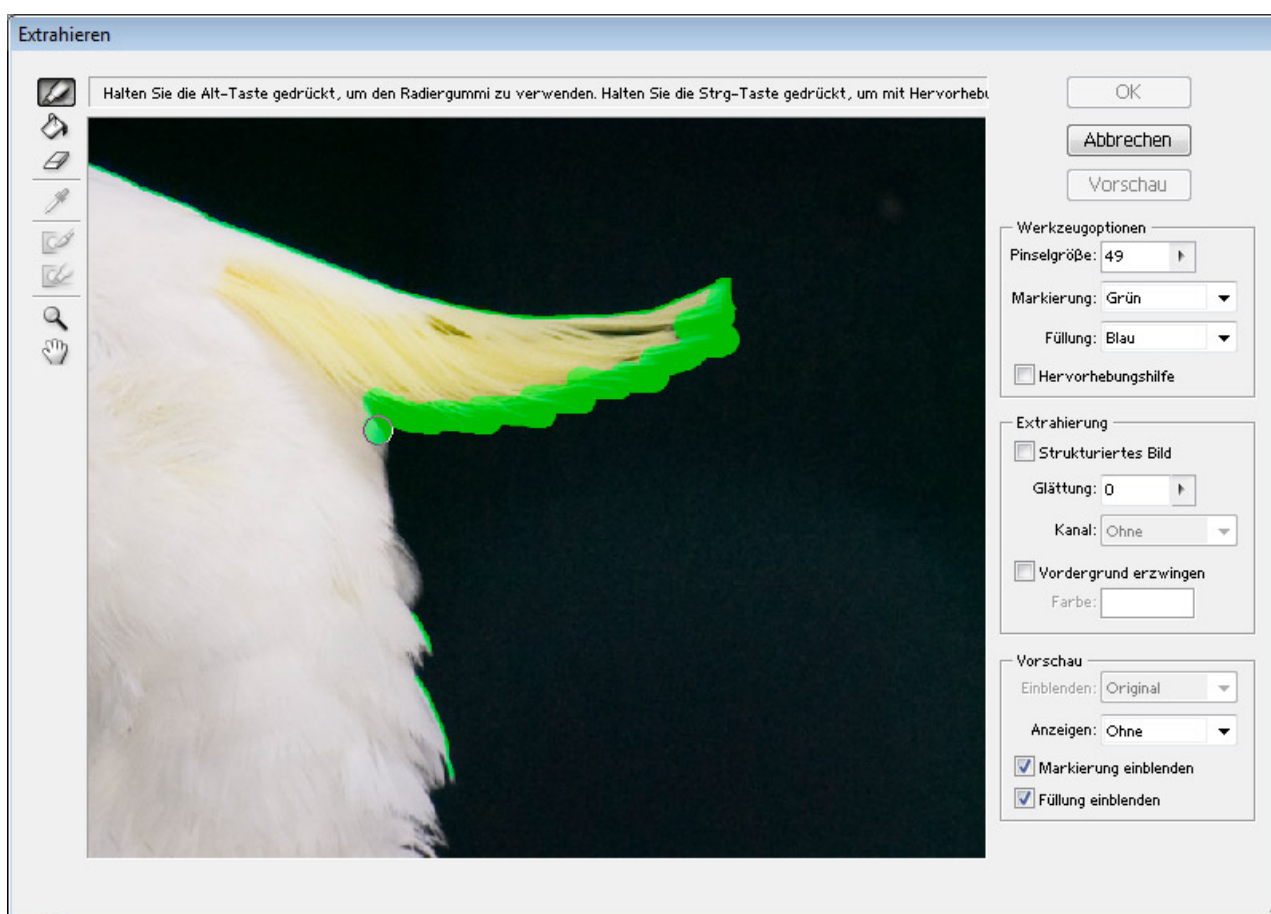 Extrahieren
Halten Sie die Alt-Taste gedrückt, um den Radiergummi zu verwenden. Halten Sie die Strg-Taste gedrückt, um mit
OK
Abbrechen
Vorschau
Werkzeugoptionen
Pinselgröße: 49
Markierung: Grün
Füllung: Blau
Hervorhebungshilfe
Extrahierung
Strukturiertes Bild
Glättung: 0
Kanal: Ohne
Vordergrund erzwingen
Farbe:
Vorschau
Einblenden: Original
Anzeigen: Ohne
Markierung einblenden
Füllung einblenden